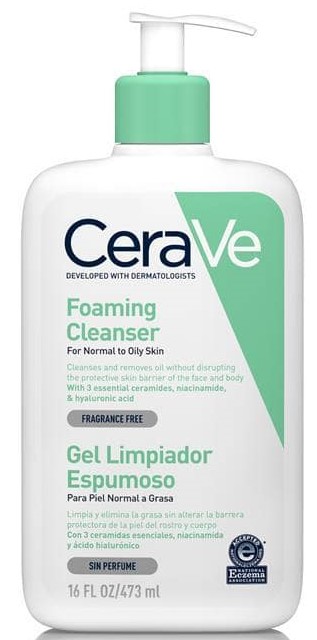 CeraVe
DEVELOPED WITH DERMATOLOGISTS
Foaming
Cleanser
For Normal to Oily Skin
Cleanses and removes oil without disrupting
the protective skin barrier of the face and body
With 3 essential ceramides, niacinamide,
& hyaluronic acid
FRAGRANCE FREE
Gel Limpiador
Espumoso
Para Piel Normal a Grasa
Limpia y elimina la grasa sin alterar la barrera
protectora de la piel del rostro y cuerpo
Con 3 ceramidas esenciales, niacinamida
y ácido hialurónico
SIN PERFUME
ACCEPTED
e
NATIONAL
Eczema
ASSOCIATION
16 FL OZ/473 ml